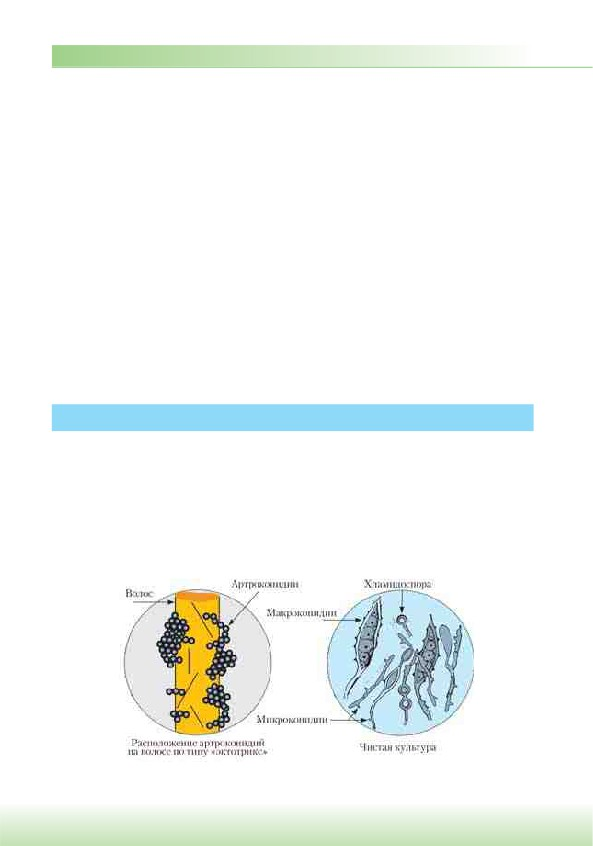 Волос
Артроконидии
Хламидоспора
Макроконидии
Микроконидии
Расположение артроконидий
на волосе по типу «эктотрикс»
Чистая культура